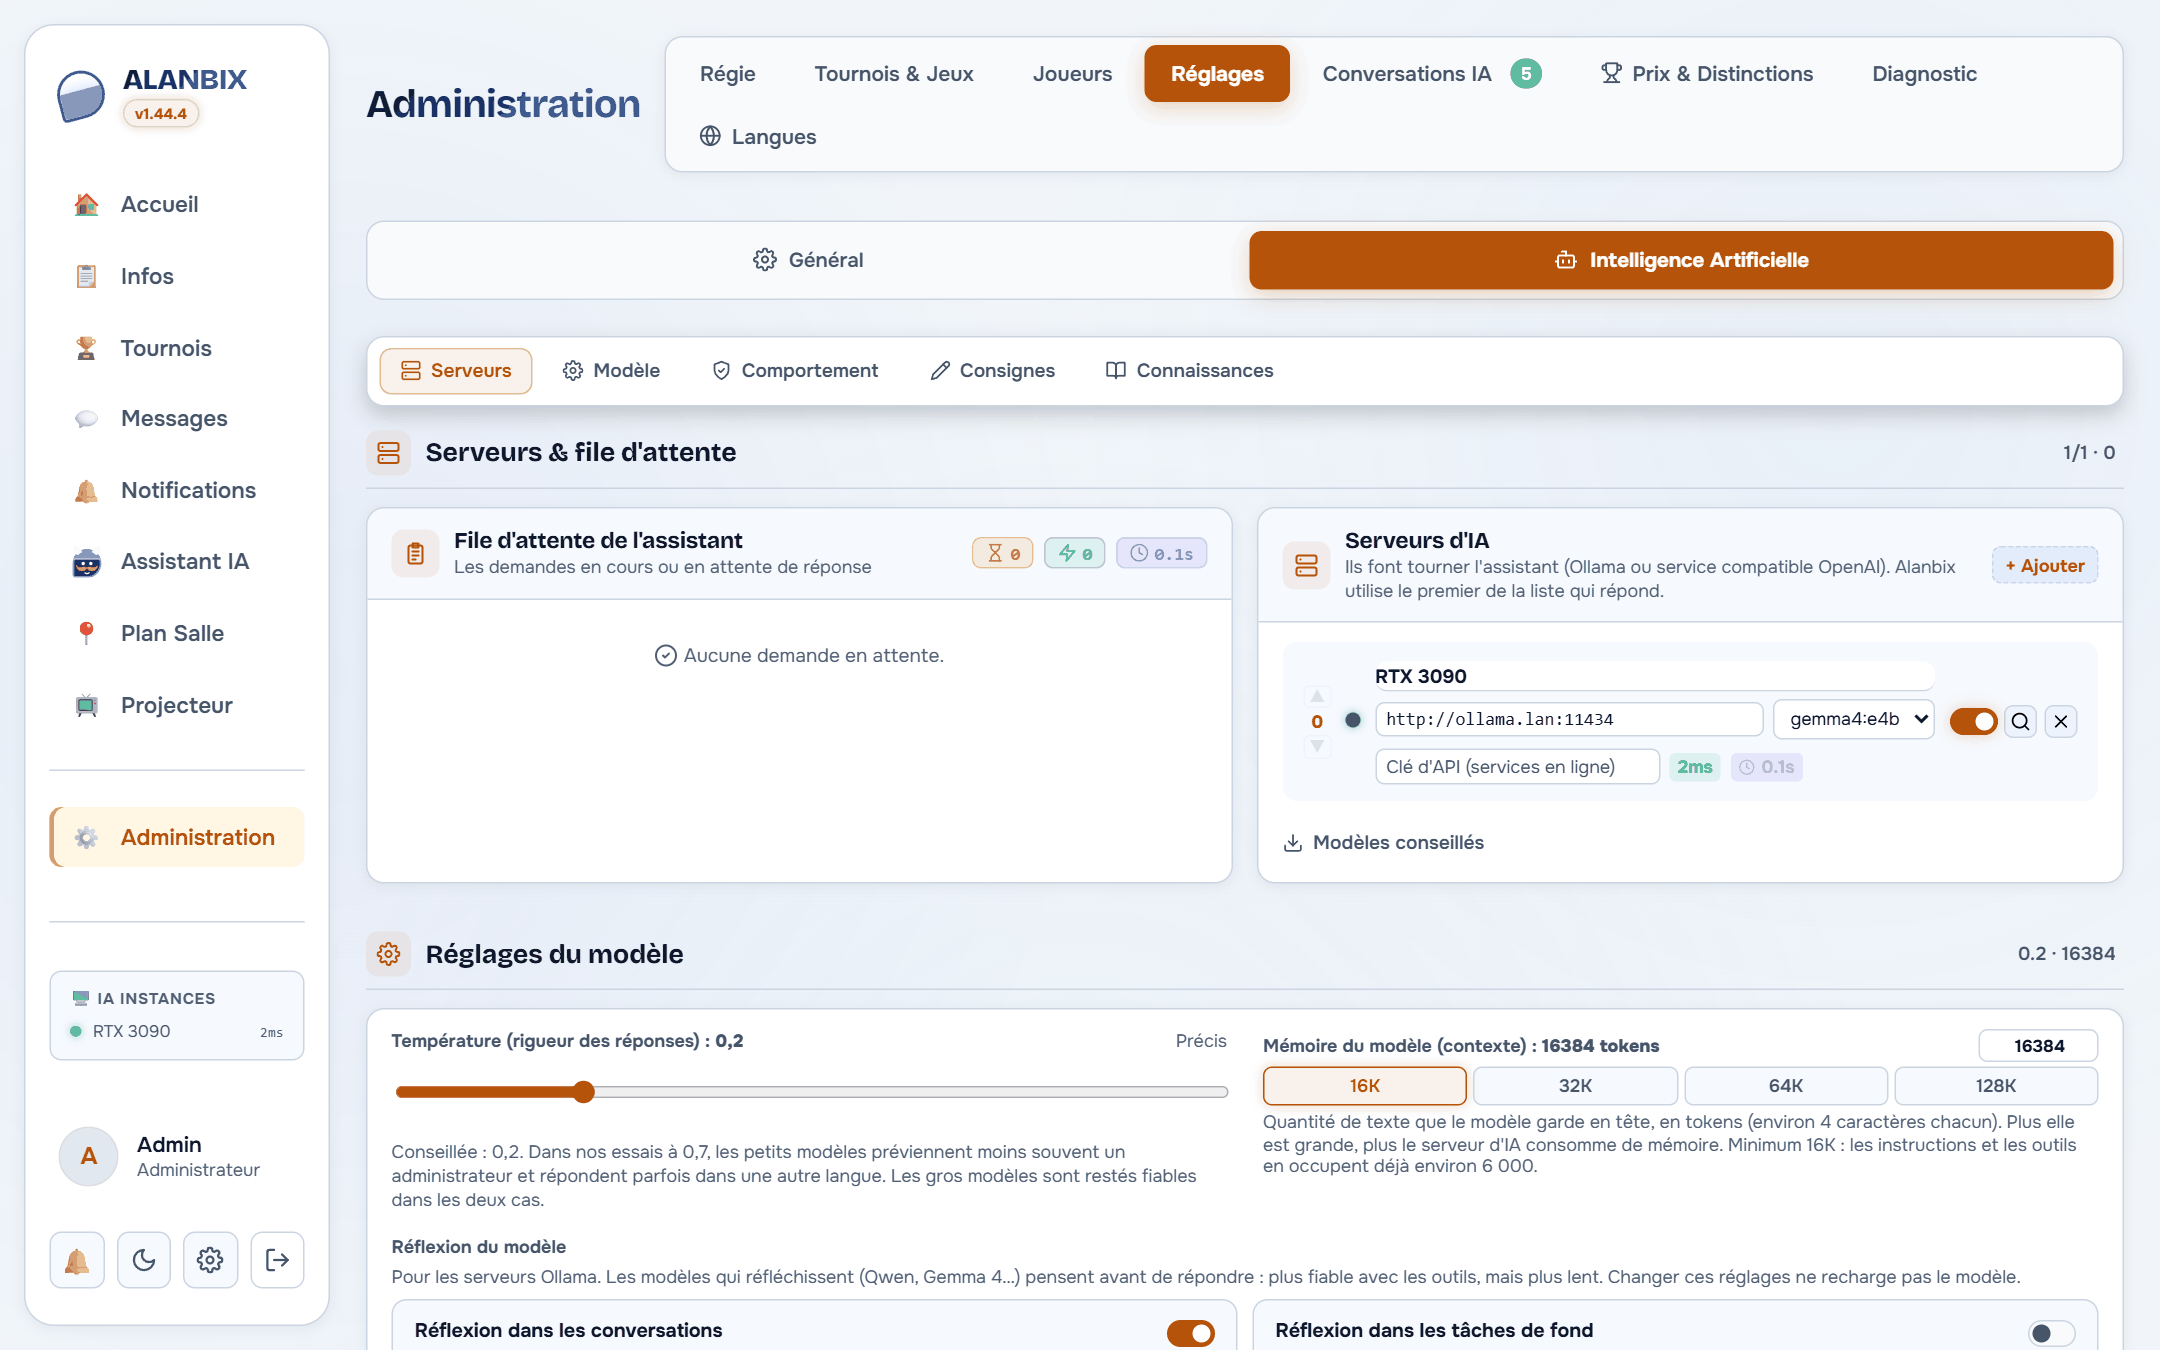 ALANBIX
v1.44.4
Accueil
Infos
Tournois
Messages
Notifications
Assistant IA
Plan Salle
Projecteur
Administration
IA INSTANCES
RTX 3090
2ms
A
Admin
Administrateur
Administration
Régie
Tournois & Jeux
Joueurs
Réglages
Conversations IA
5
Prix & Distinctions
Diagnostic
Langues
Général
Intelligence Artificielle
Serveurs
Modèle
Comportement
Consignes
Connaissances
Serveurs & file d'attente
1/1 · 0
File d'attente de l'assistant
Les demandes en cours ou en attente de réponse
0
0
0.1s
Aucune demande en attente.
Serveurs d'IA
Ils font tourner l'assistant (Ollama ou service compatible OpenAI). Alanbix
utilise le premier de la liste qui répond.
+ Ajouter
RTX 3090
0
http://ollama.lan:11434
gemma4:e4b
Clé d'API (services en ligne)
2ms
0.1s
Modèles conseillés
Réglages du modèle
0.2 · 16384
Température (rigueur des réponses) : 0,2
Précis
Conseillée : 0,2. Dans nos essais à 0,7, les petits modèles préviennent moins souvent un
administrateur et répondent parfois dans une autre langue. Les gros modèles sont restés fiables
dans les deux cas.
Mémoire du modèle (contexte) : 16384 tokens
16384
16K
32K
64K
128K
Quantité de texte que le modèle garde en tête, en tokens (environ 4 caractères chacun). Plus elle
est grande, plus le serveur d'IA consomme de mémoire. Minimum 16K : les instructions et les outils
en occupent déjà environ 6 000.
Réflexion du modèle
Pour les serveurs Ollama. Les modèles qui réfléchissent (Qwen, Gemma 4…) pensent avant de répondre : plus fiable avec les outils, mais plus lent. Changer ces réglages ne recharge pas le modèle.
Réflexion dans les conversations
Réflexion dans les tâches de fond